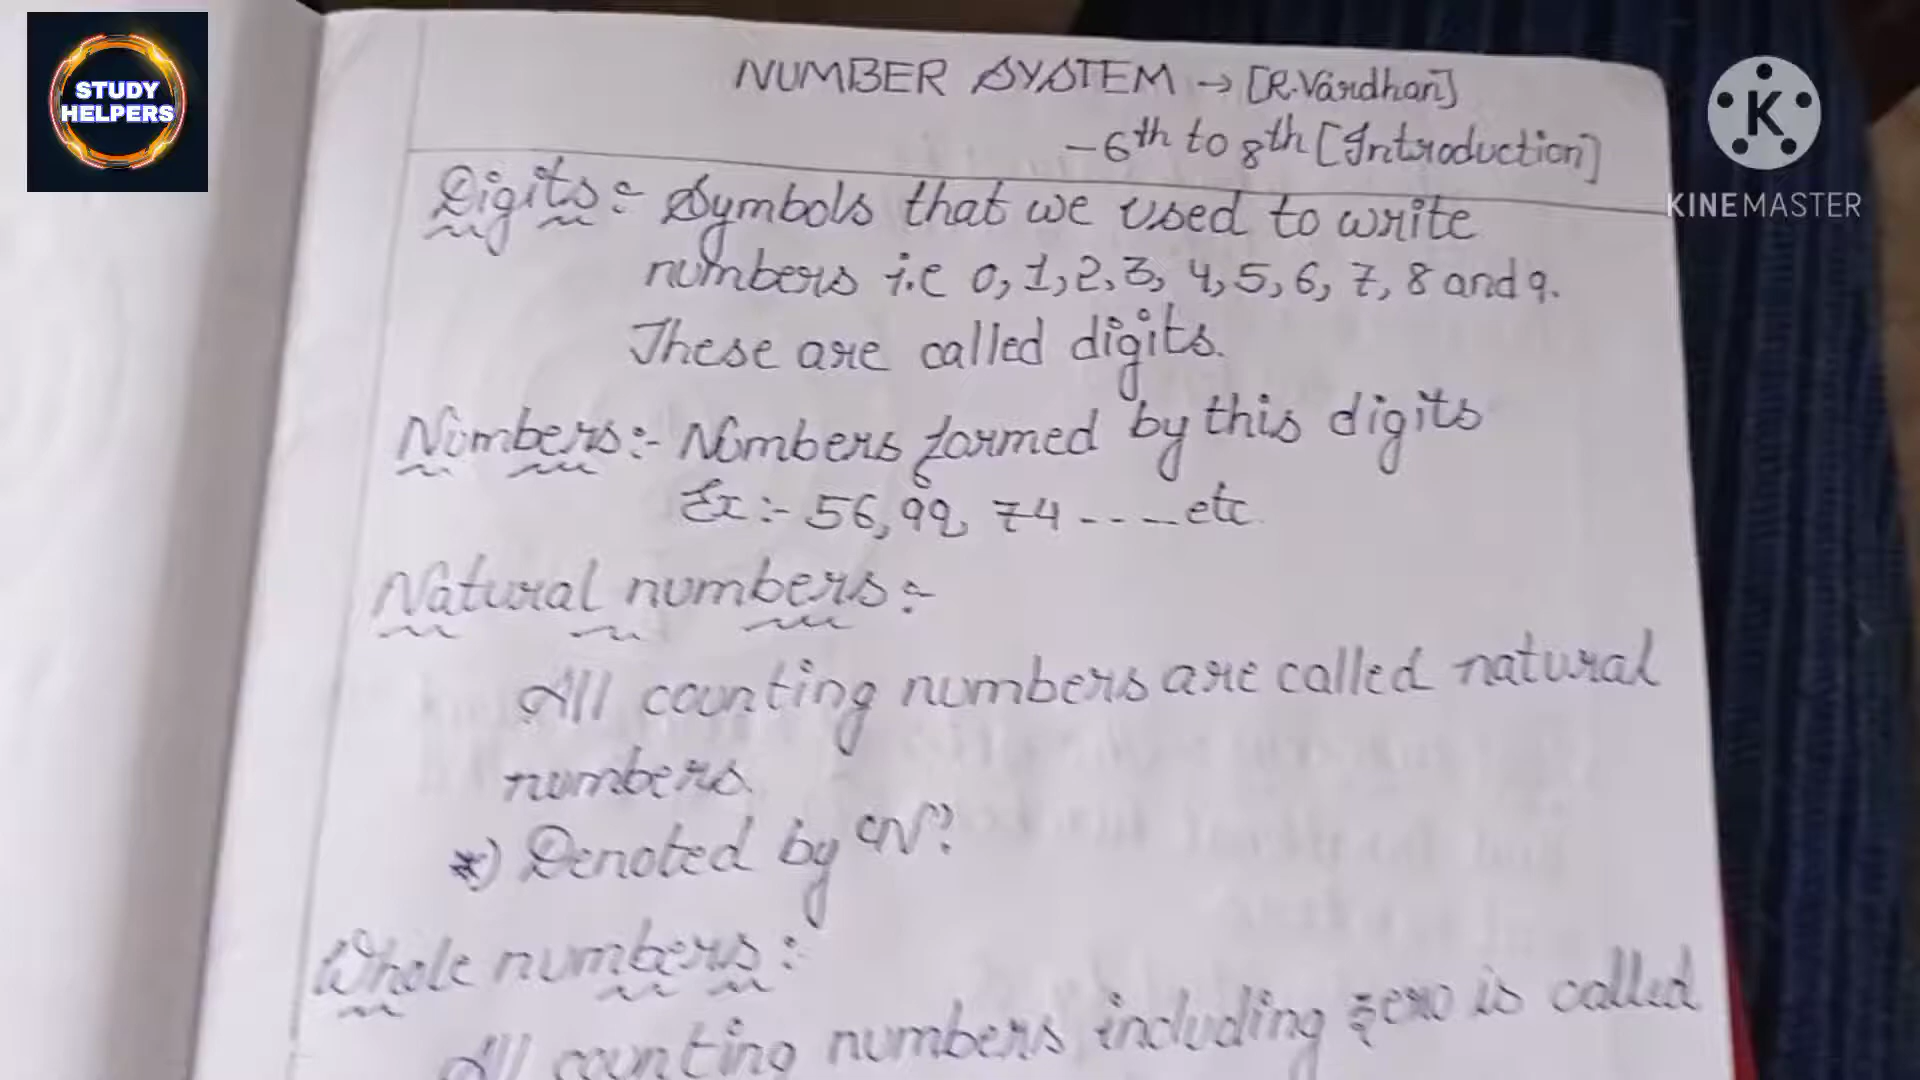 STUDY
HELPERS
K
KINEMASTER
NUMBER SYSTEM → [R.Vardhan]
- 6th to 8th [Introduction]
Digits:- Symbols that we used to write
numbers i.e 0, 1, 2, 3, 4, 5, 6, 7, 8 and 9.
These are called digits.
Numbers:- Numbers formed by this digits
Ex:- 56, 99, 74 ----etc.
Natural numbers:-
All counting numbers are called natural
numbers.
*) Denoted by "N"
Whole numbers:-
All counting numbers including zero is called